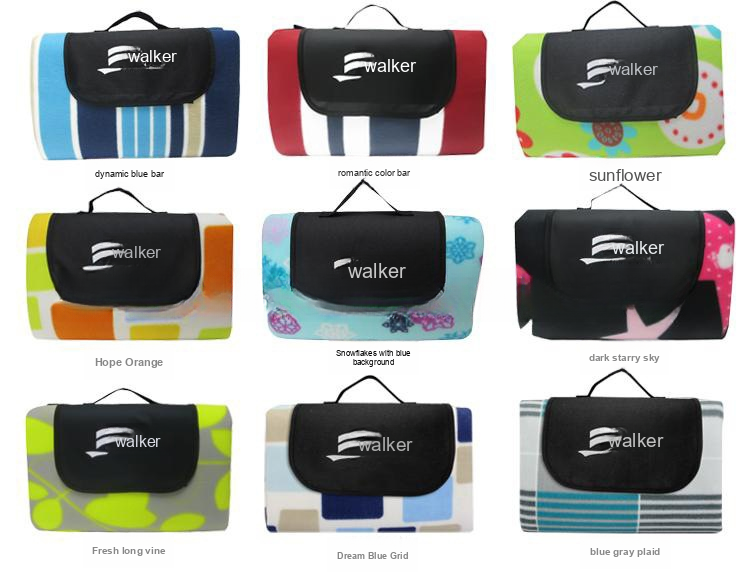 walker
walker
walker
dynamic blue bar
romantic color bar
sunflower
walker
walker
walker
Hope Orange
Snowflakes with blue
background
dark starry sky
walker
walker
walker
Fresh long vine
Dream Blue Grid
blue gray plaid